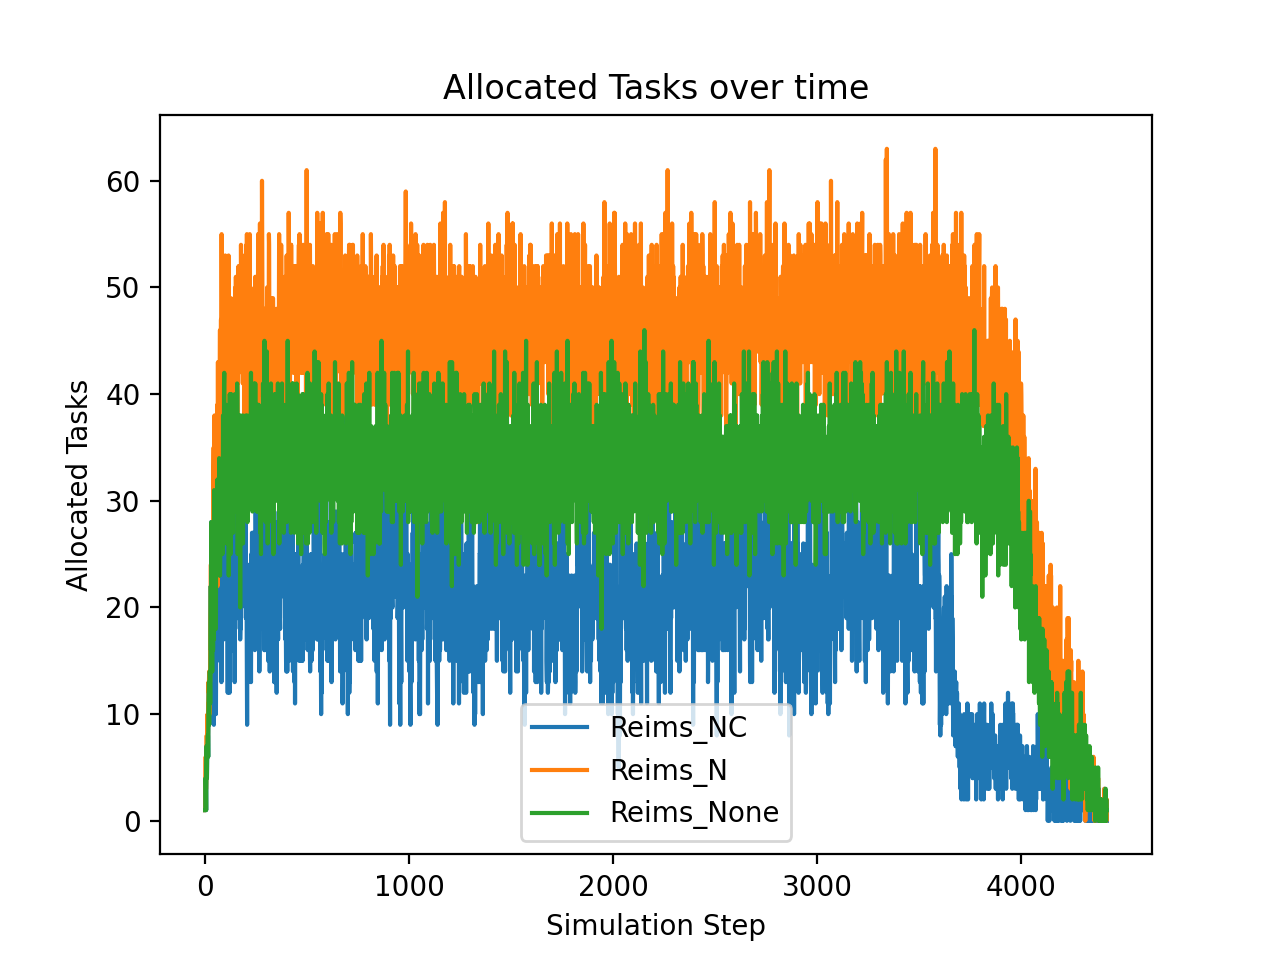 Allocated Tasks over time
Allocated Tasks
60
50
40
30
20
10
0
Reims_NC
Reims_N
Reims_None
0 1000 2000 3000 4000
Simulation Step